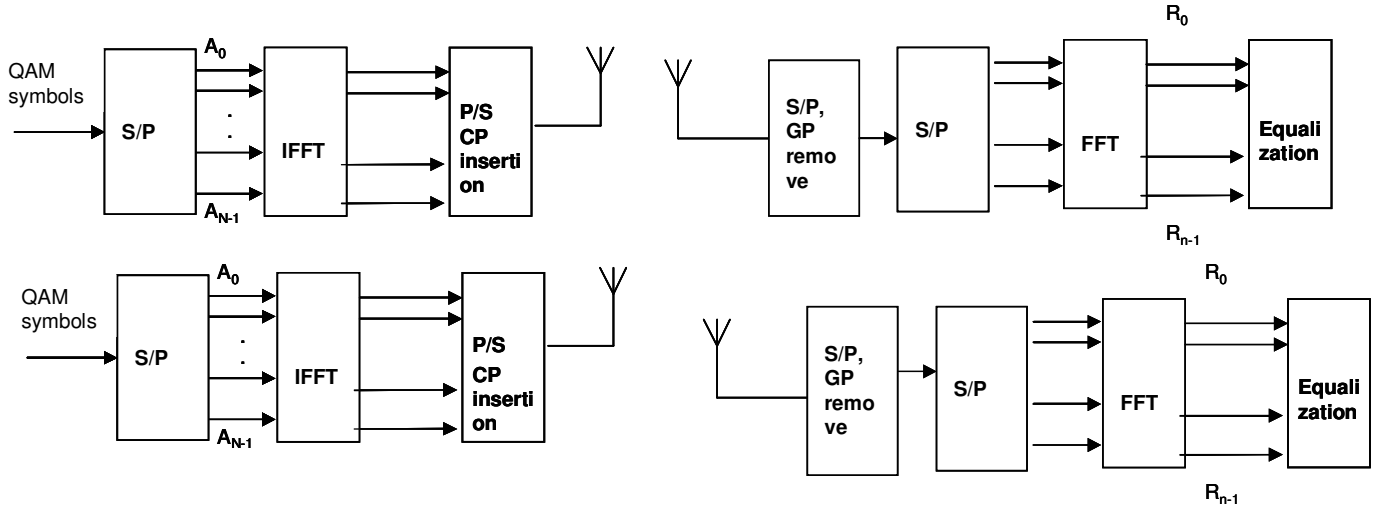 A0
QAM
symbols
S/P
IFFT
P/S
CP
inserti
on
AN-1
R0
S/P,
GP
remo
ve
S/P
FFT
Equali
zation
Rn-1
A0
QAM
symbols
S/P
IFFT
P/S
CP
inserti
on
AN-1
R0
S/P,
GP
remo
ve
S/P
FFT
Equali
zation
Rn-1